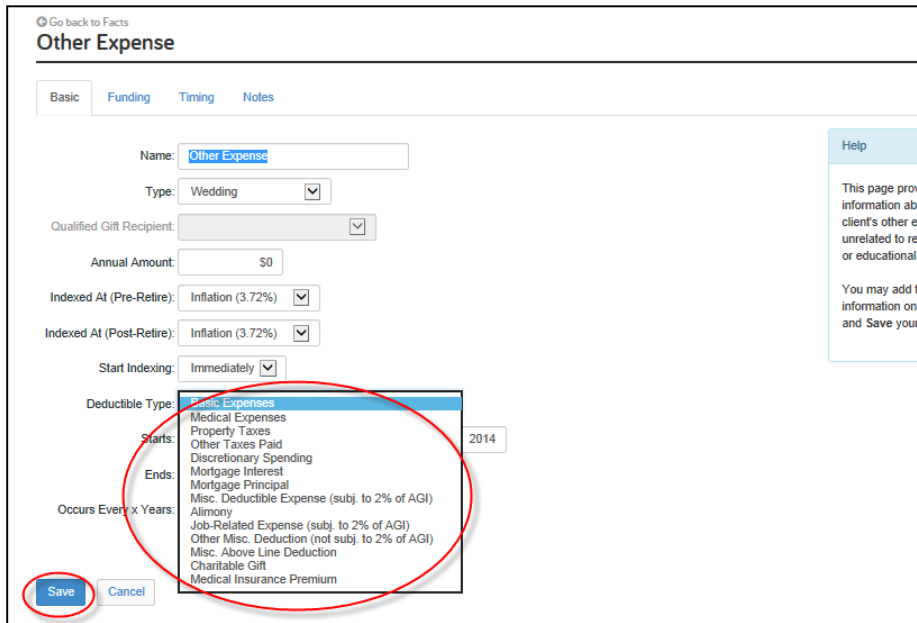 Go back to Facts
Other Expense
Basic Funding Timing Notes
Name: Other Expense
Type: Wedding
Qualified Gift Recipient:
Annual Amount: $0
Indexed At (Pre-Retire): Inflation (3.72%)
Indexed At (Post-Retire): Inflation (3.72%)
Start Indexing: Immediately
Deductible Type: Basic Expenses
Medical Expenses
Property Taxes
Starts: Other Taxes Paid 2014
Discretionary Spending
Ends: Mortgage Interest
Mortgage Principal
Misc. Deductible Expense (subj. to 2% of AGI)
Occurs Every x Years: Alimony
Job-Related Expense (subj. to 2% of AGI)
Other Misc. Deduction (not subj. to 2% of AGI)
Misc. Above Line Deduction
Charitable Gift
Medical Insurance Premium
Save Cancel
Help
This page prov
information ab
client's other e
unrelated to re
or educational
You may add f
information on
and Save your